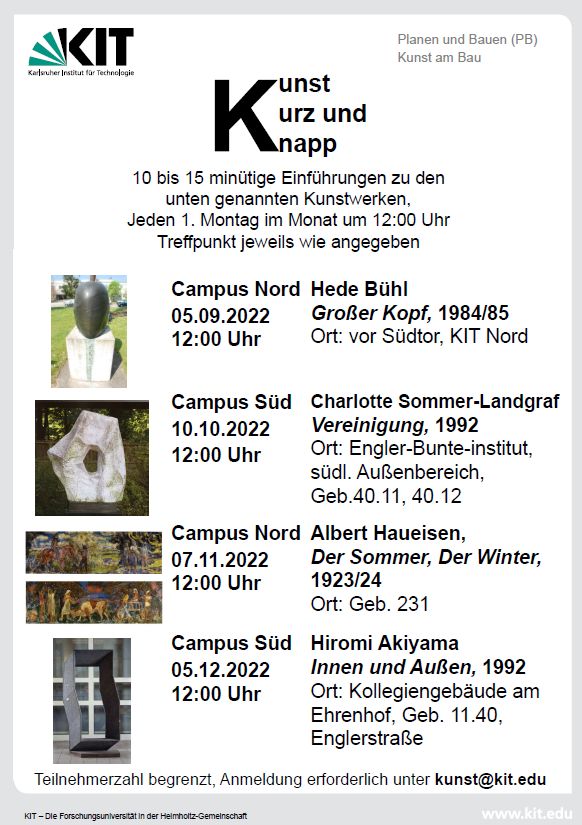 KIT
Karlsruher Institut für Technologie
Planen und Bauen (PB)
Kunst am Bau
Kunst
Kurz und
Knapp
10 bis 15 minütige Einführungen zu den
unten genannten Kunstwerken,
Jeden 1. Montag im Monat um 12:00 Uhr
Treffpunkt jeweils wie angegeben
Campus Nord
05.09.2022
12:00 Uhr
Hede Bühl
Großer Kopf, 1984/85
Ort: vor Südtor, KIT Nord
Campus Süd
10.10.2022
12:00 Uhr
Charlotte Sommer-Landgraf
Vereinigung, 1992
Ort: Engler-Bunte-institut,
südl. Außenbereich,
Geb.40.11, 40.12
Campus Nord
07.11.2022
12:00 Uhr
Albert Haueisen,
Der Sommer, Der Winter,
1923/24
Ort: Geb. 231
Campus Süd
05.12.2022
12:00 Uhr
Hiromi Akiyama
Innen und Außen, 1992
Ort: Kollegiengebäude am
Ehrenhof, Geb. 11.40,
Englerstraße
Teilnehmerzahl begrenzt, Anmeldung erforderlich unter kunst@kit.edu
KIT – Die Forschungsuniversität in der Helmholtz-Gemeinschaft
www.kit.edu